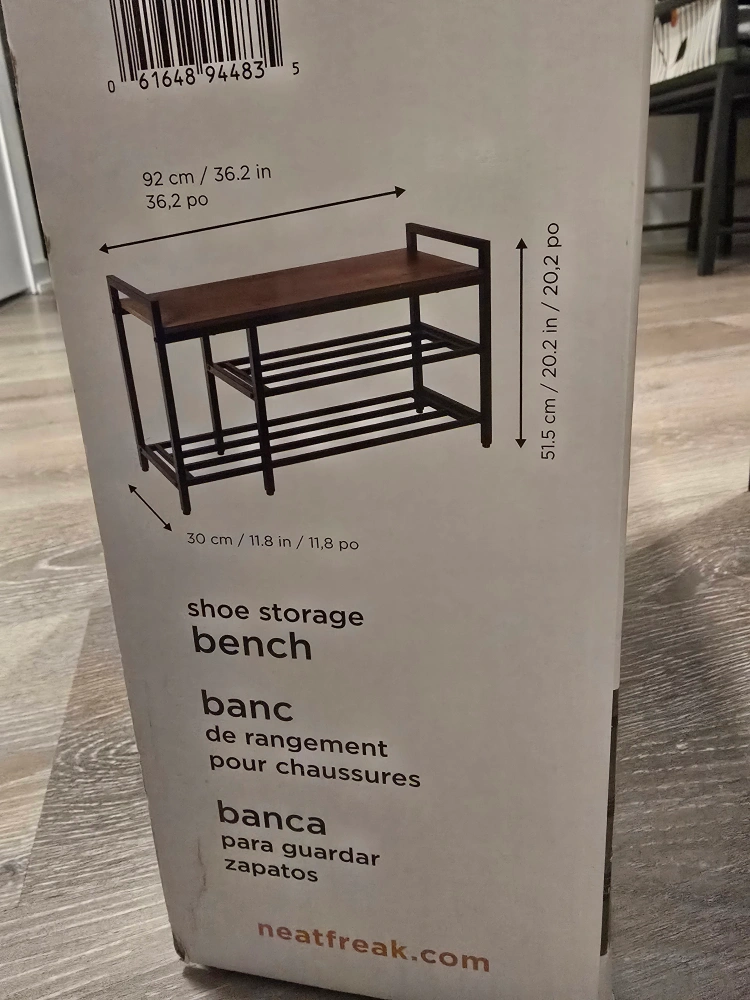 0 61648 94483 5
92 cm / 36.2 in
36,2 po
51.5 cm / 20.2 in / 20,2 po
30 cm / 11.8 in / 11,8 po
shoe storage
bench
banc
de rangement
pour chaussures
banca
para guardar
zapatos
neatfreak.com